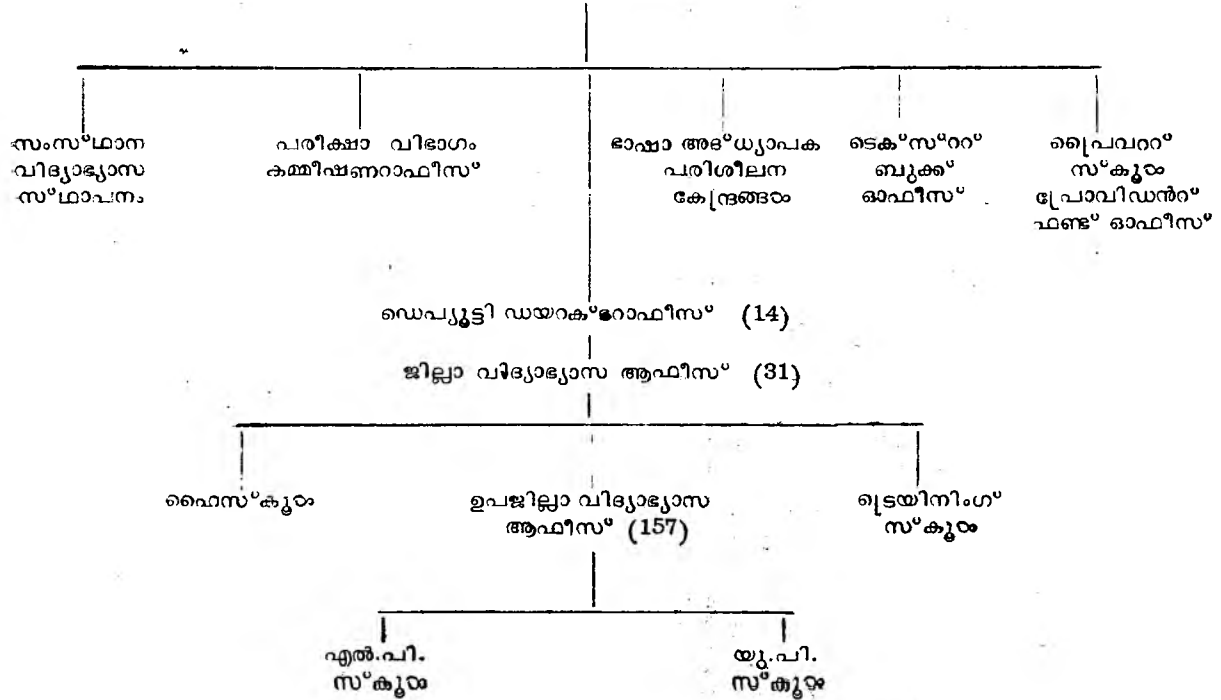 സംസ്ഥാന
വിദ്യാഭ്യാസ
സ്ഥാപനം
പരീക്ഷാ വിഭാഗം
കമ്മീഷണറാഫീസ്
ഭാഷാ അദ്ധ്യാപക
പരിശീലന
കേന്ദ്രങ്ങൾ
ടെക്സ്ററ്
ബുക്ക്
ഓഫീസ്
പ്രൈവററ്
സ്കൂൾ
പ്രോവിഡൻറ്
ഫണ്ട് ഓഫീസ്
ഡെപ്യൂട്ടി ഡയറക്ടറാഫീസ് (14)
ജില്ലാ വിദ്യാഭ്യാസ ആഫീസ് (31)
ഹൈസ്കൂൾ
ഉപജില്ലാ വിദ്യാഭ്യാസ
ആഫീസ് (157)
ട്രെയിനിംഗ്
സ്കൂൾ
എൽ.പി.
സ്കൂൾ
യു.പി.
സ്കൂൾ